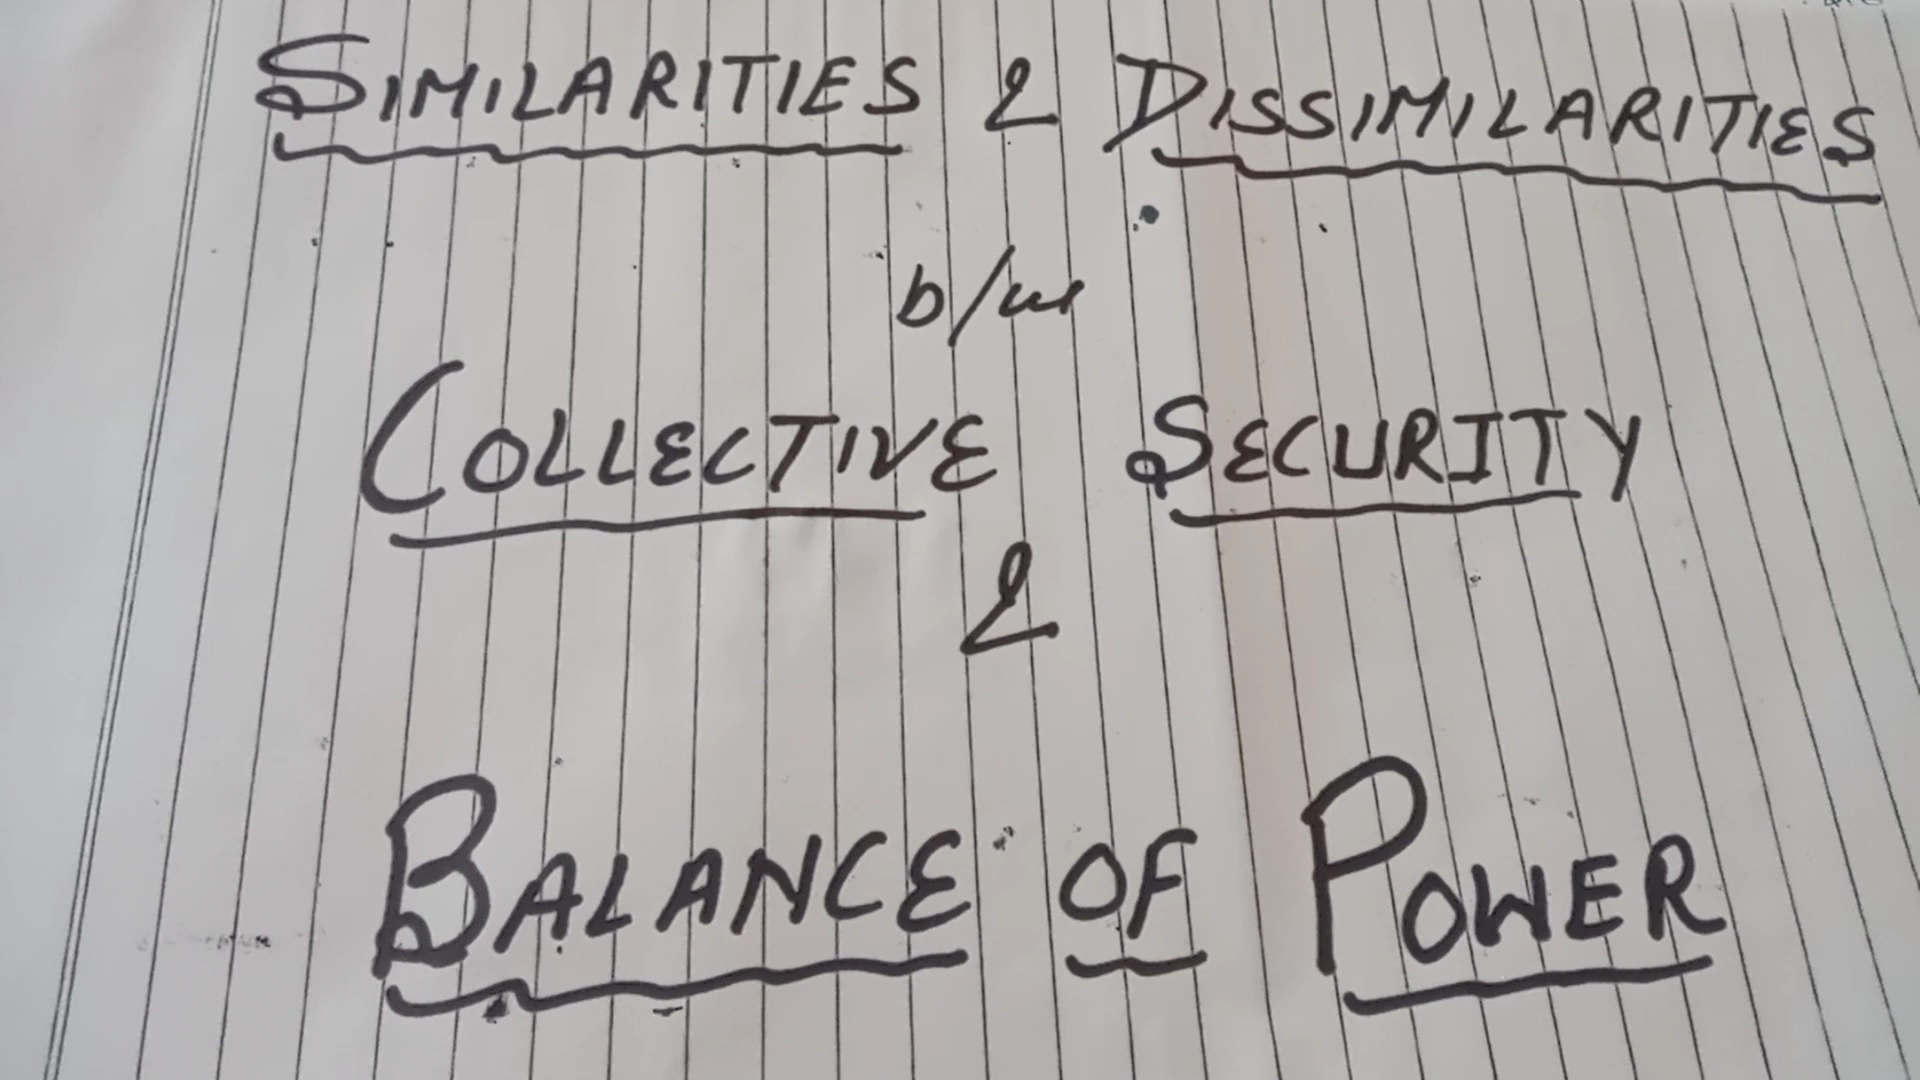 SIMILARITIES & DISSIMILARITIES
b/w
COLLECTIVE SECURITY
&
BALANCE OF POWER